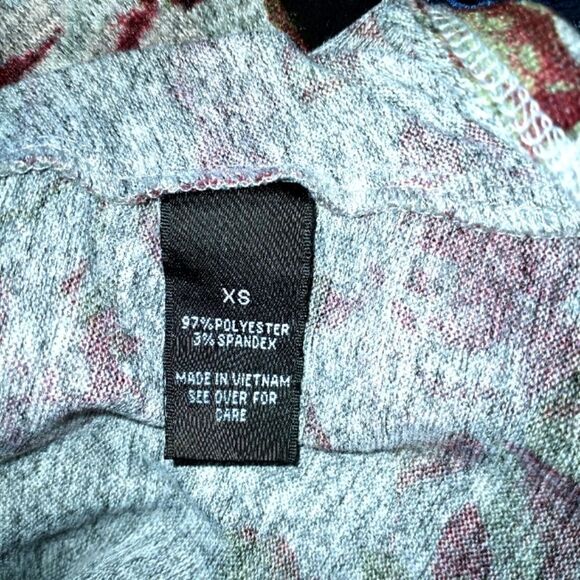 XS
97% POLYESTER
3% SPANDEX
MADE IN VIETNAM
SEE OVER FOR
CARE